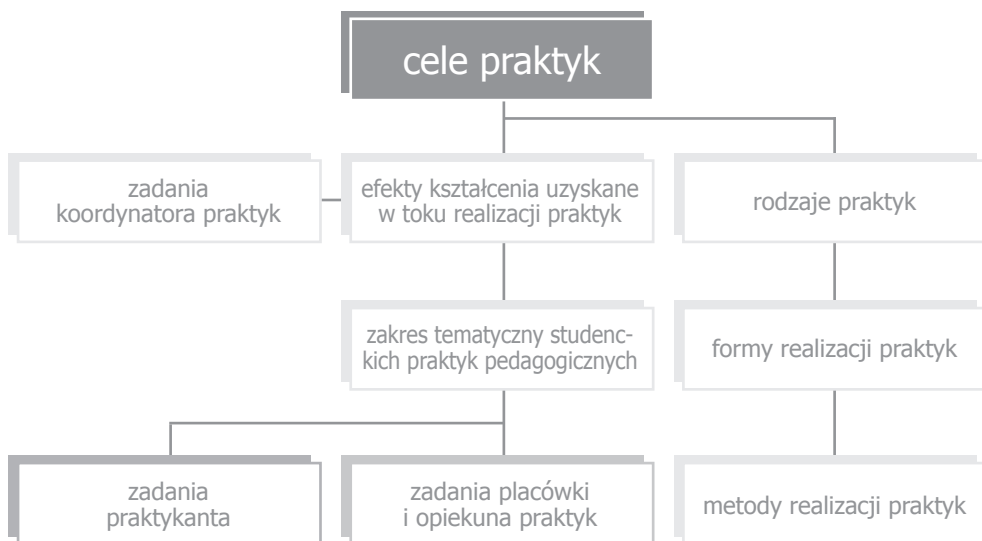 cele praktyk
zadania
koordynatora praktyk
efekty kształcenia uzyskane
w toku realizacji praktyk
rodzaje praktyk
zakres tematyczny studenc-
kich praktyk pedagogicznych
formy realizacji praktyk
zadania
praktykanta
zadania placówki
i opiekuna praktyk
metody realizacji praktyk